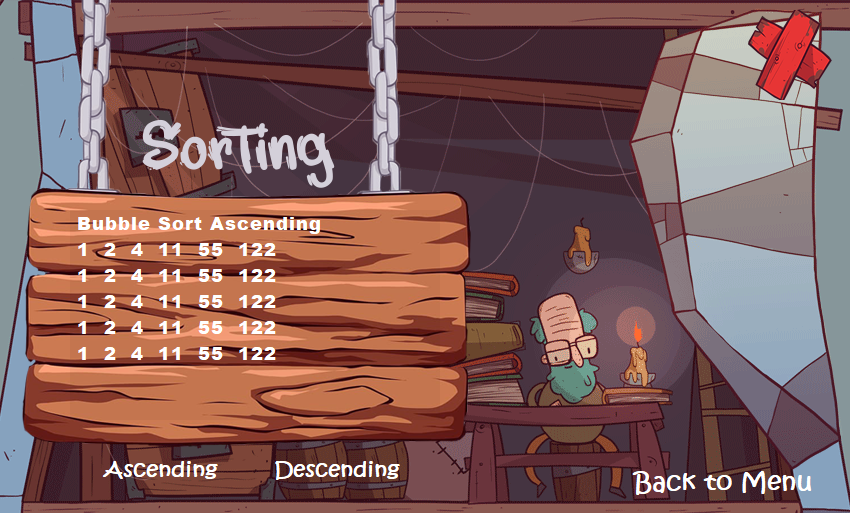 Sorting
Bubble Sort Ascending
1 2 4 11 55 122
1 2 4 11 55 122
1 2 4 11 55 122
1 2 4 11 55 122
1 2 4 11 55 122
Ascending
Descending
Back to Menu